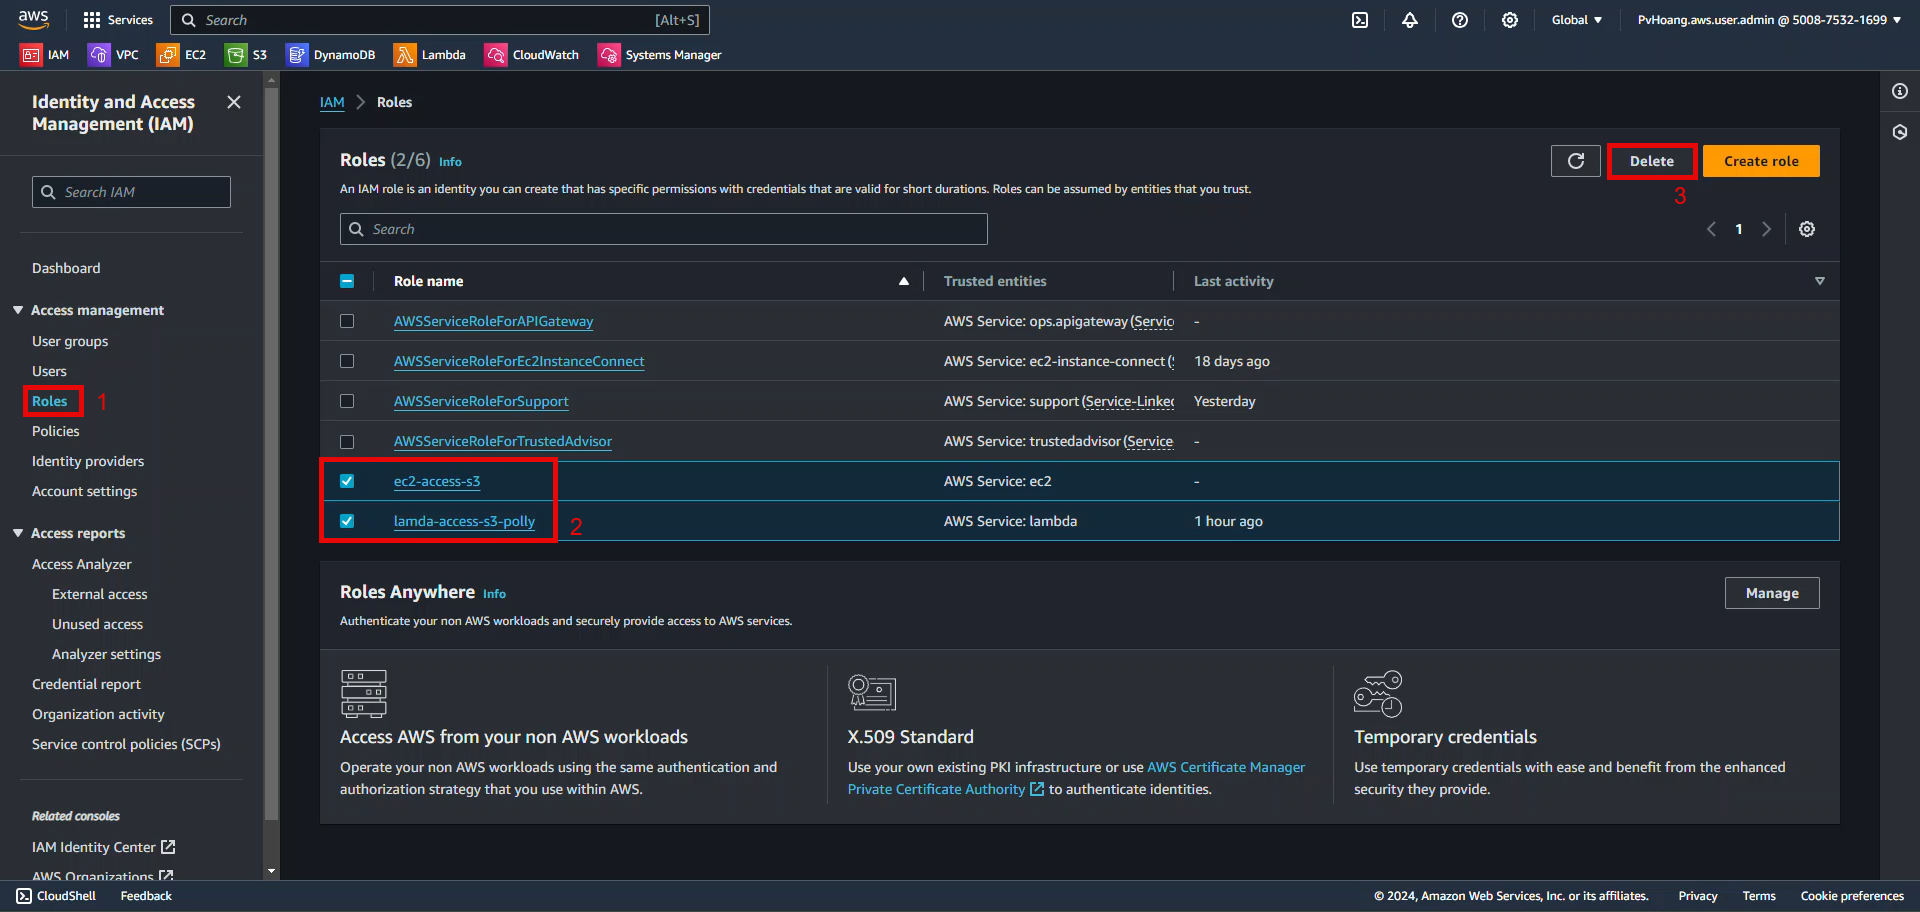 aws
Services
Search
[Alt+S]
Global
PvHoang.aws.user.admin @ 5008-7532-1699
IAM
VPC
EC2
S3
DynamoDB
Lambda
CloudWatch
Systems Manager
Identity and Access
Management (IAM)
Search IAM
Dashboard
Access management
User groups
Users
Roles
1
Policies
Identity providers
Account settings
Access reports
Access Analyzer
External access
Unused access
Analyzer settings
Credential report
Organization activity
Service control policies (SCPs)
Related consoles
IAM Identity Center
AWS Organizations
IAM
Roles
Roles (2/6) Info
Delete
Create role
3
An IAM role is an identity you can create that has specific permissions with credentials that are valid for short durations. Roles can be assumed by entities that you trust.
Search
1
Role name
Trusted entities
Last activity
AWSServiceRoleForAPIGateway
AWS Service: ops.apigateway (Servic
-
AWSServiceRoleForEc2InstanceConnect
AWS Service: ec2-instance-connect (
18 days ago
AWSServiceRoleForSupport
AWS Service: support (Service-Linked
Yesterday
AWSServiceRoleForTrustedAdvisor
AWS Service: trustedadvisor (Service
-
ec2-access-s3
AWS Service: ec2
-
lamda-access-s3-polly
AWS Service: lambda
1 hour ago
2
Roles Anywhere Info
Manage
Authenticate your non AWS workloads and securely provide access to AWS services.
Access AWS from your non AWS workloads
Operate your non AWS workloads using the same authentication and
authorization strategy that you use within AWS.
X.509 Standard
Use your own existing PKI infrastructure or use AWS Certificate Manager
Private Certificate Authority to authenticate identities.
Temporary credentials
Use temporary credentials with ease and benefit from the enhanced
security they provide.
CloudShell
Feedback
© 2024, Amazon Web Services, Inc. or its affiliates.
Privacy
Terms
Cookie preferences